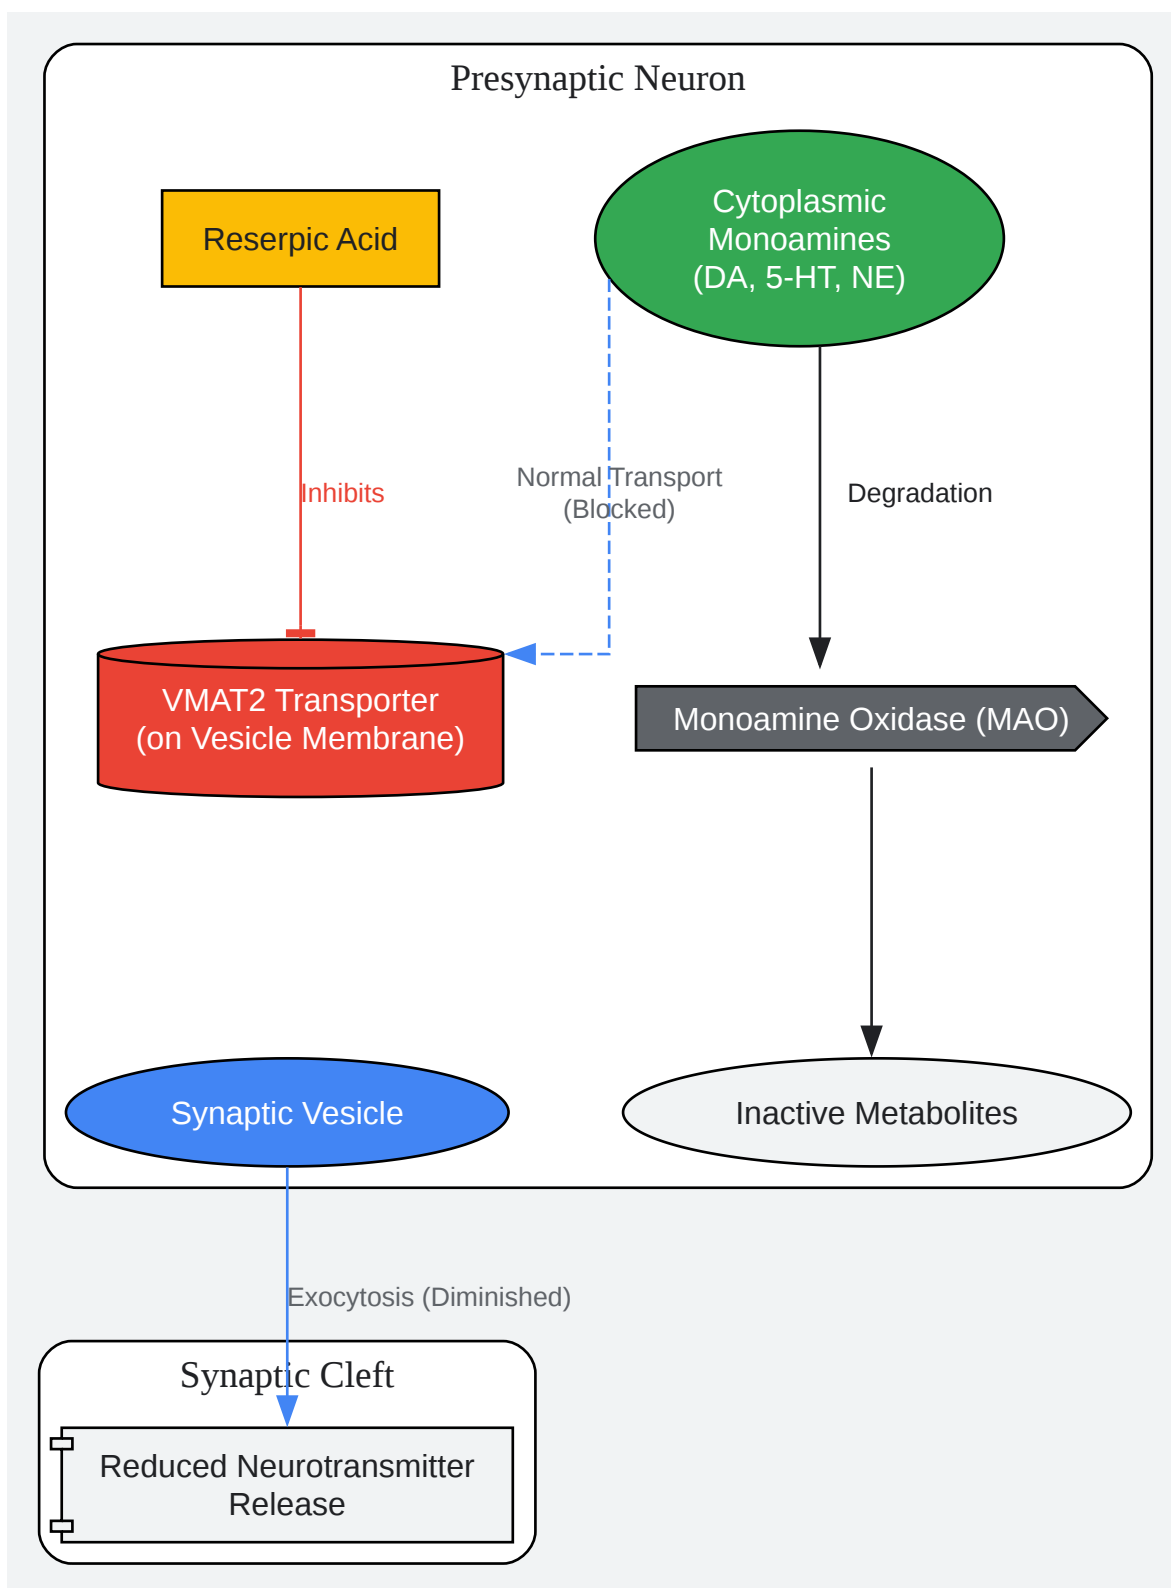 Presynaptic Neuron
Reserpic Acid
Cytoplasmic
Monoamines
(DA, 5-HT, NE)
Inhibits
Normal Transport
(Blocked)
Degradation
VMAT2 Transporter
(on Vesicle Membrane)
Monoamine Oxidase (MAO)
Synaptic Vesicle
Inactive Metabolites
Exocytosis (Diminished)
Synaptic Cleft
Reduced Neurotransmitter
Release